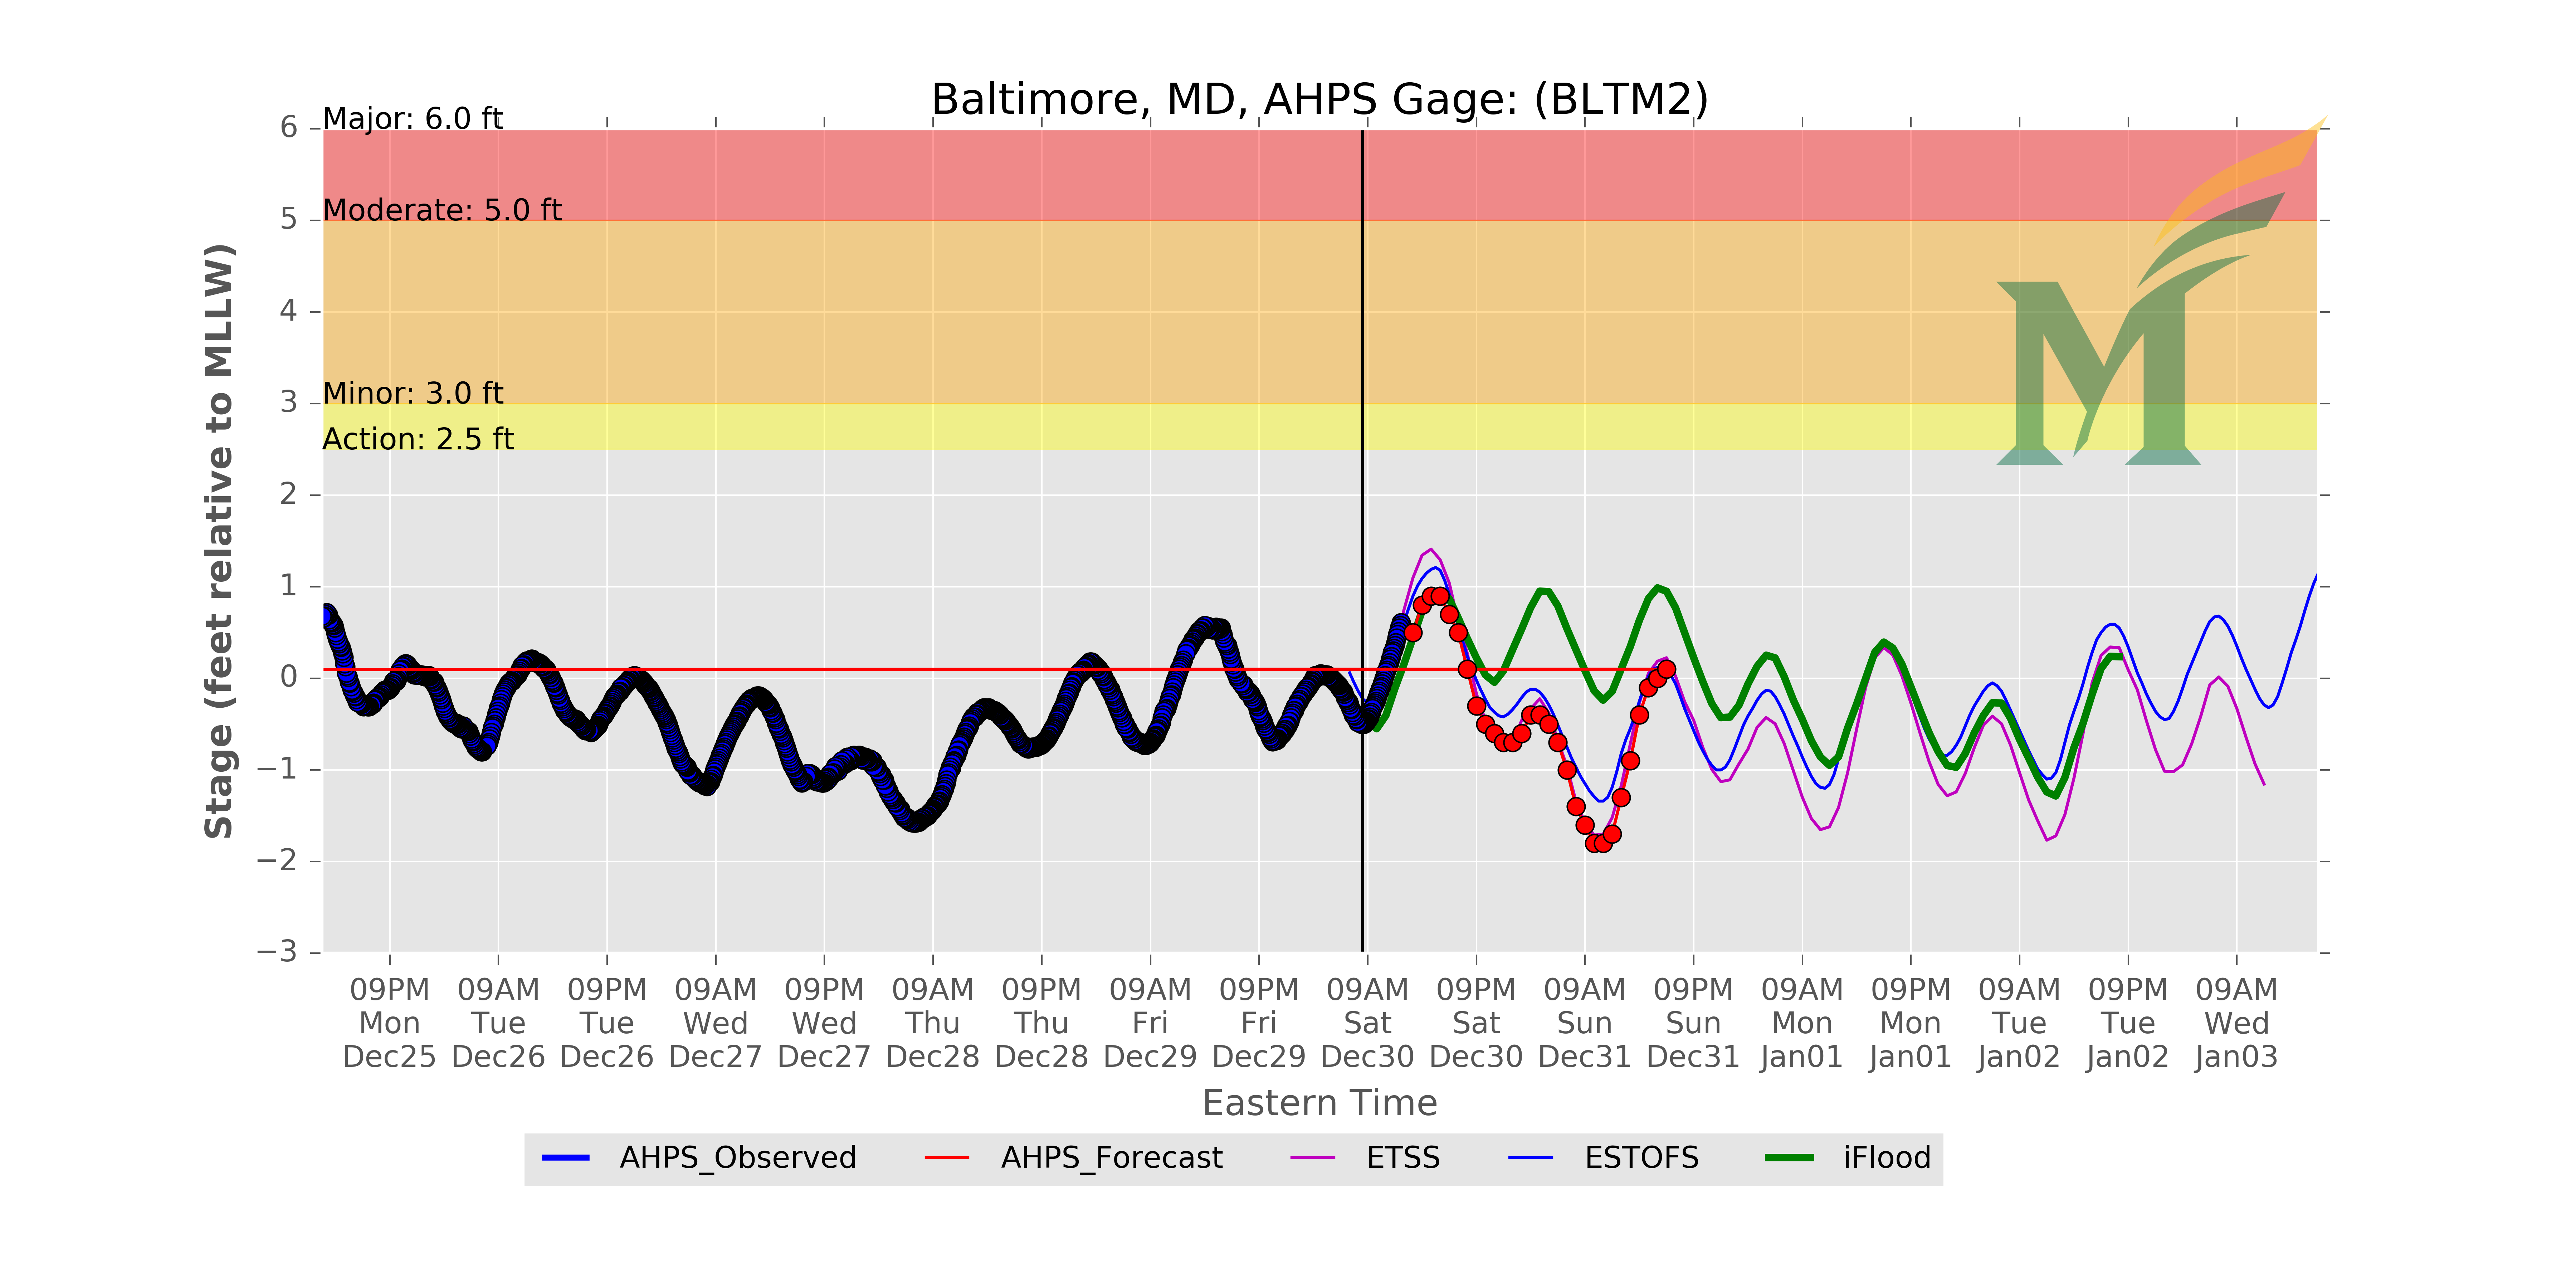 Baltimore, MD, AHPS Gage: (BLTM2)
Major: 6.0 ft
Moderate: 5.0 ft
Minor: 3.0 ft
Action: 2.5 ft
Stage (feet relative to MLLW)
6
5
4
3
2
1
0
−1
−2
−3
09PM 09AM 09PM 09AM 09PM 09AM 09PM 09AM 09PM 09AM 09PM 09AM 09PM 09AM 09PM 09AM 09PM 09AM
Mon Tue Tue Wed Wed Thu Thu Fri Fri Sat Sat Sun Sun Mon Mon Tue Tue Wed
Dec25 Dec26 Dec26 Dec27 Dec27 Dec28 Dec28 Dec29 Dec29 Dec30 Dec30 Dec31 Dec31 Jan01 Jan01 Jan02 Jan02 Jan03
Eastern Time
AHPS_Observed AHPS_Forecast ETSS ESTOFS iFlood
M